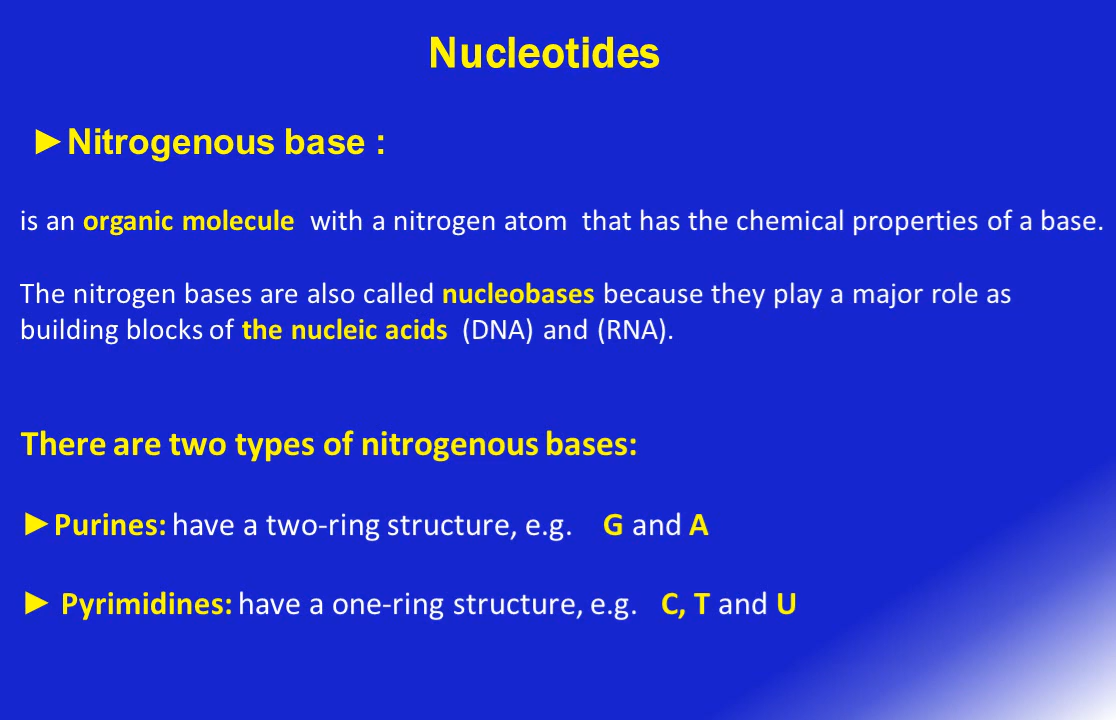 Nucleotides
►Nitrogenous base :
is an organic molecule with a nitrogen atom that has the chemical properties of a base.
The nitrogen bases are also called nucleobases because they play a major role as
building blocks of the nucleic acids (DNA) and (RNA).
There are two types of nitrogenous bases:
►Purines: have a two-ring structure, e.g. G and A
► Pyrimidines: have a one-ring structure, e.g. C, T and U